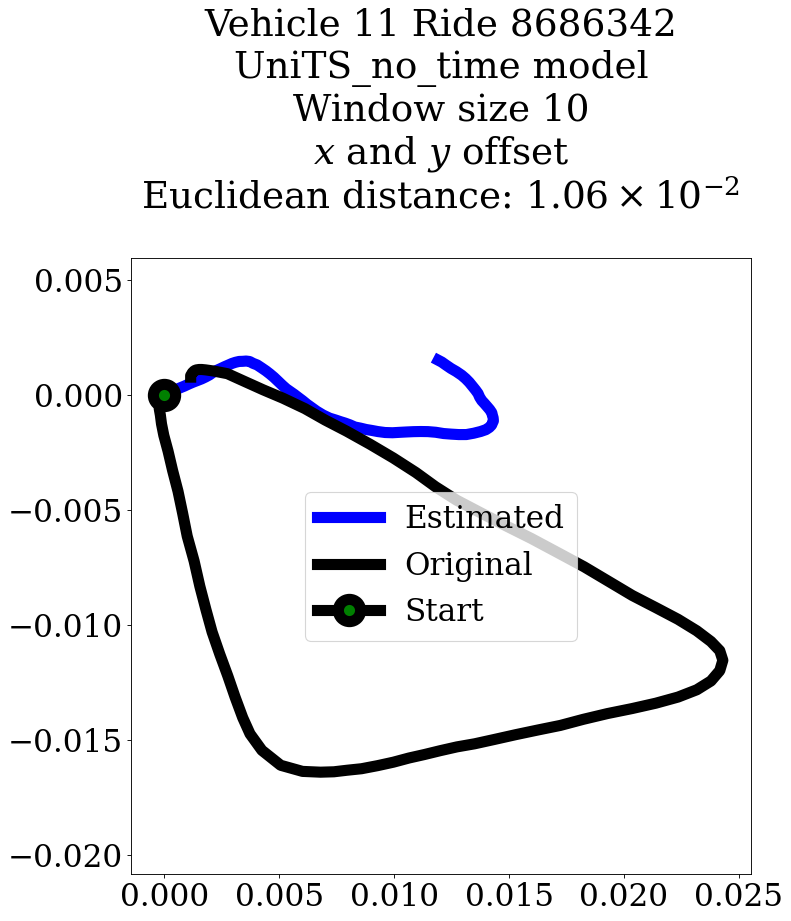 Vehicle 11 Ride 8686342
UniTS_no_time model
Window size 10
x and y offset
Euclidean distance: 1.06 × 10⁻²
0.005
0.000
−0.005
−0.010
−0.015
−0.020
Estimated
Original
Start
0.000 0.005 0.010 0.015 0.020 0.025